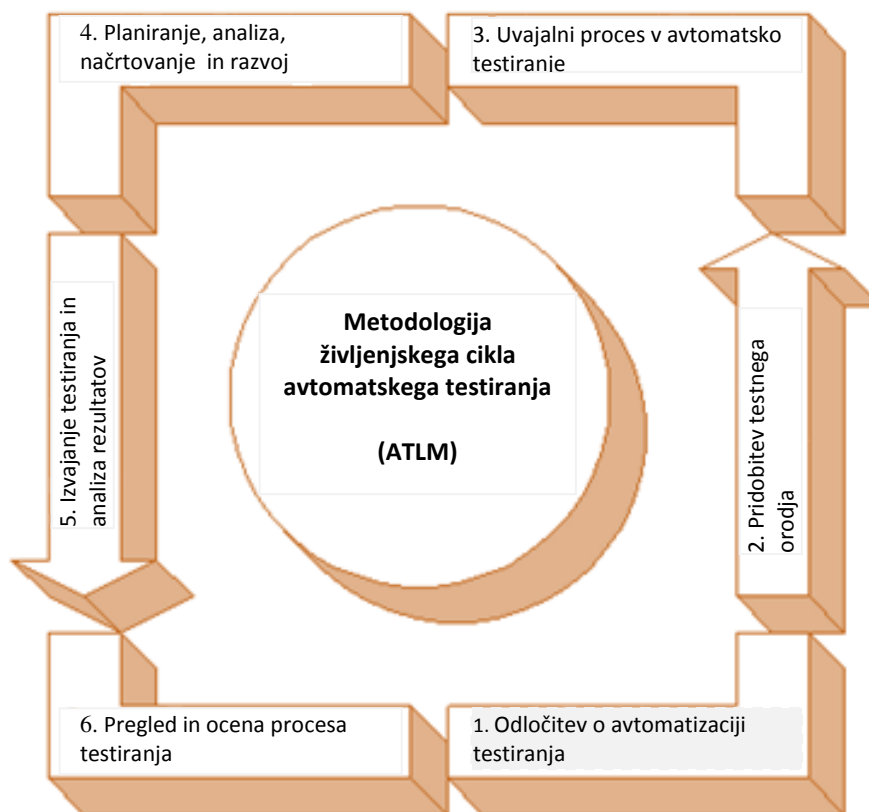 4. Planiranje, analiza,
načrtovanje in razvoj
3. Uvajalni proces v avtomatsko
testiranje
Metodologija
življenjskega cikla
avtomatskega testiranja
(ATLM)
5. Izvajanje testiranja in
analiza rezultatov
2. Pridobitev testnega
orodja
6. Pregled in ocena procesa
testiranja
1. Odločitev o avtomatizaciji
testiranja